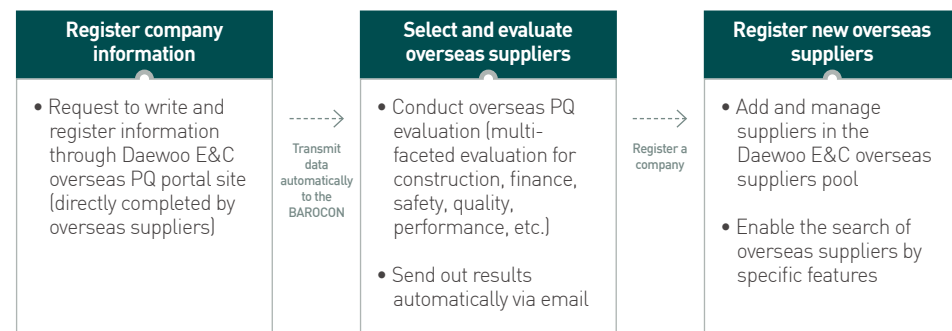 Register company
information
• Request to write and
register information
through Daewoo E&C
overseas PQ portal site
(directly completed by
overseas suppliers)
Transmit
data
automatically
to the
BAROCON
Select and evaluate
overseas suppliers
• Conduct overseas PQ
evaluation (multi-
faceted evaluation for
construction, finance,
safety, quality,
performance, etc.)
• Send out results
automatically via email
Register a
company
Register new overseas
suppliers
• Add and manage
suppliers in the
Daewoo E&C overseas
suppliers pool
• Enable the search of
overseas suppliers by
specific features